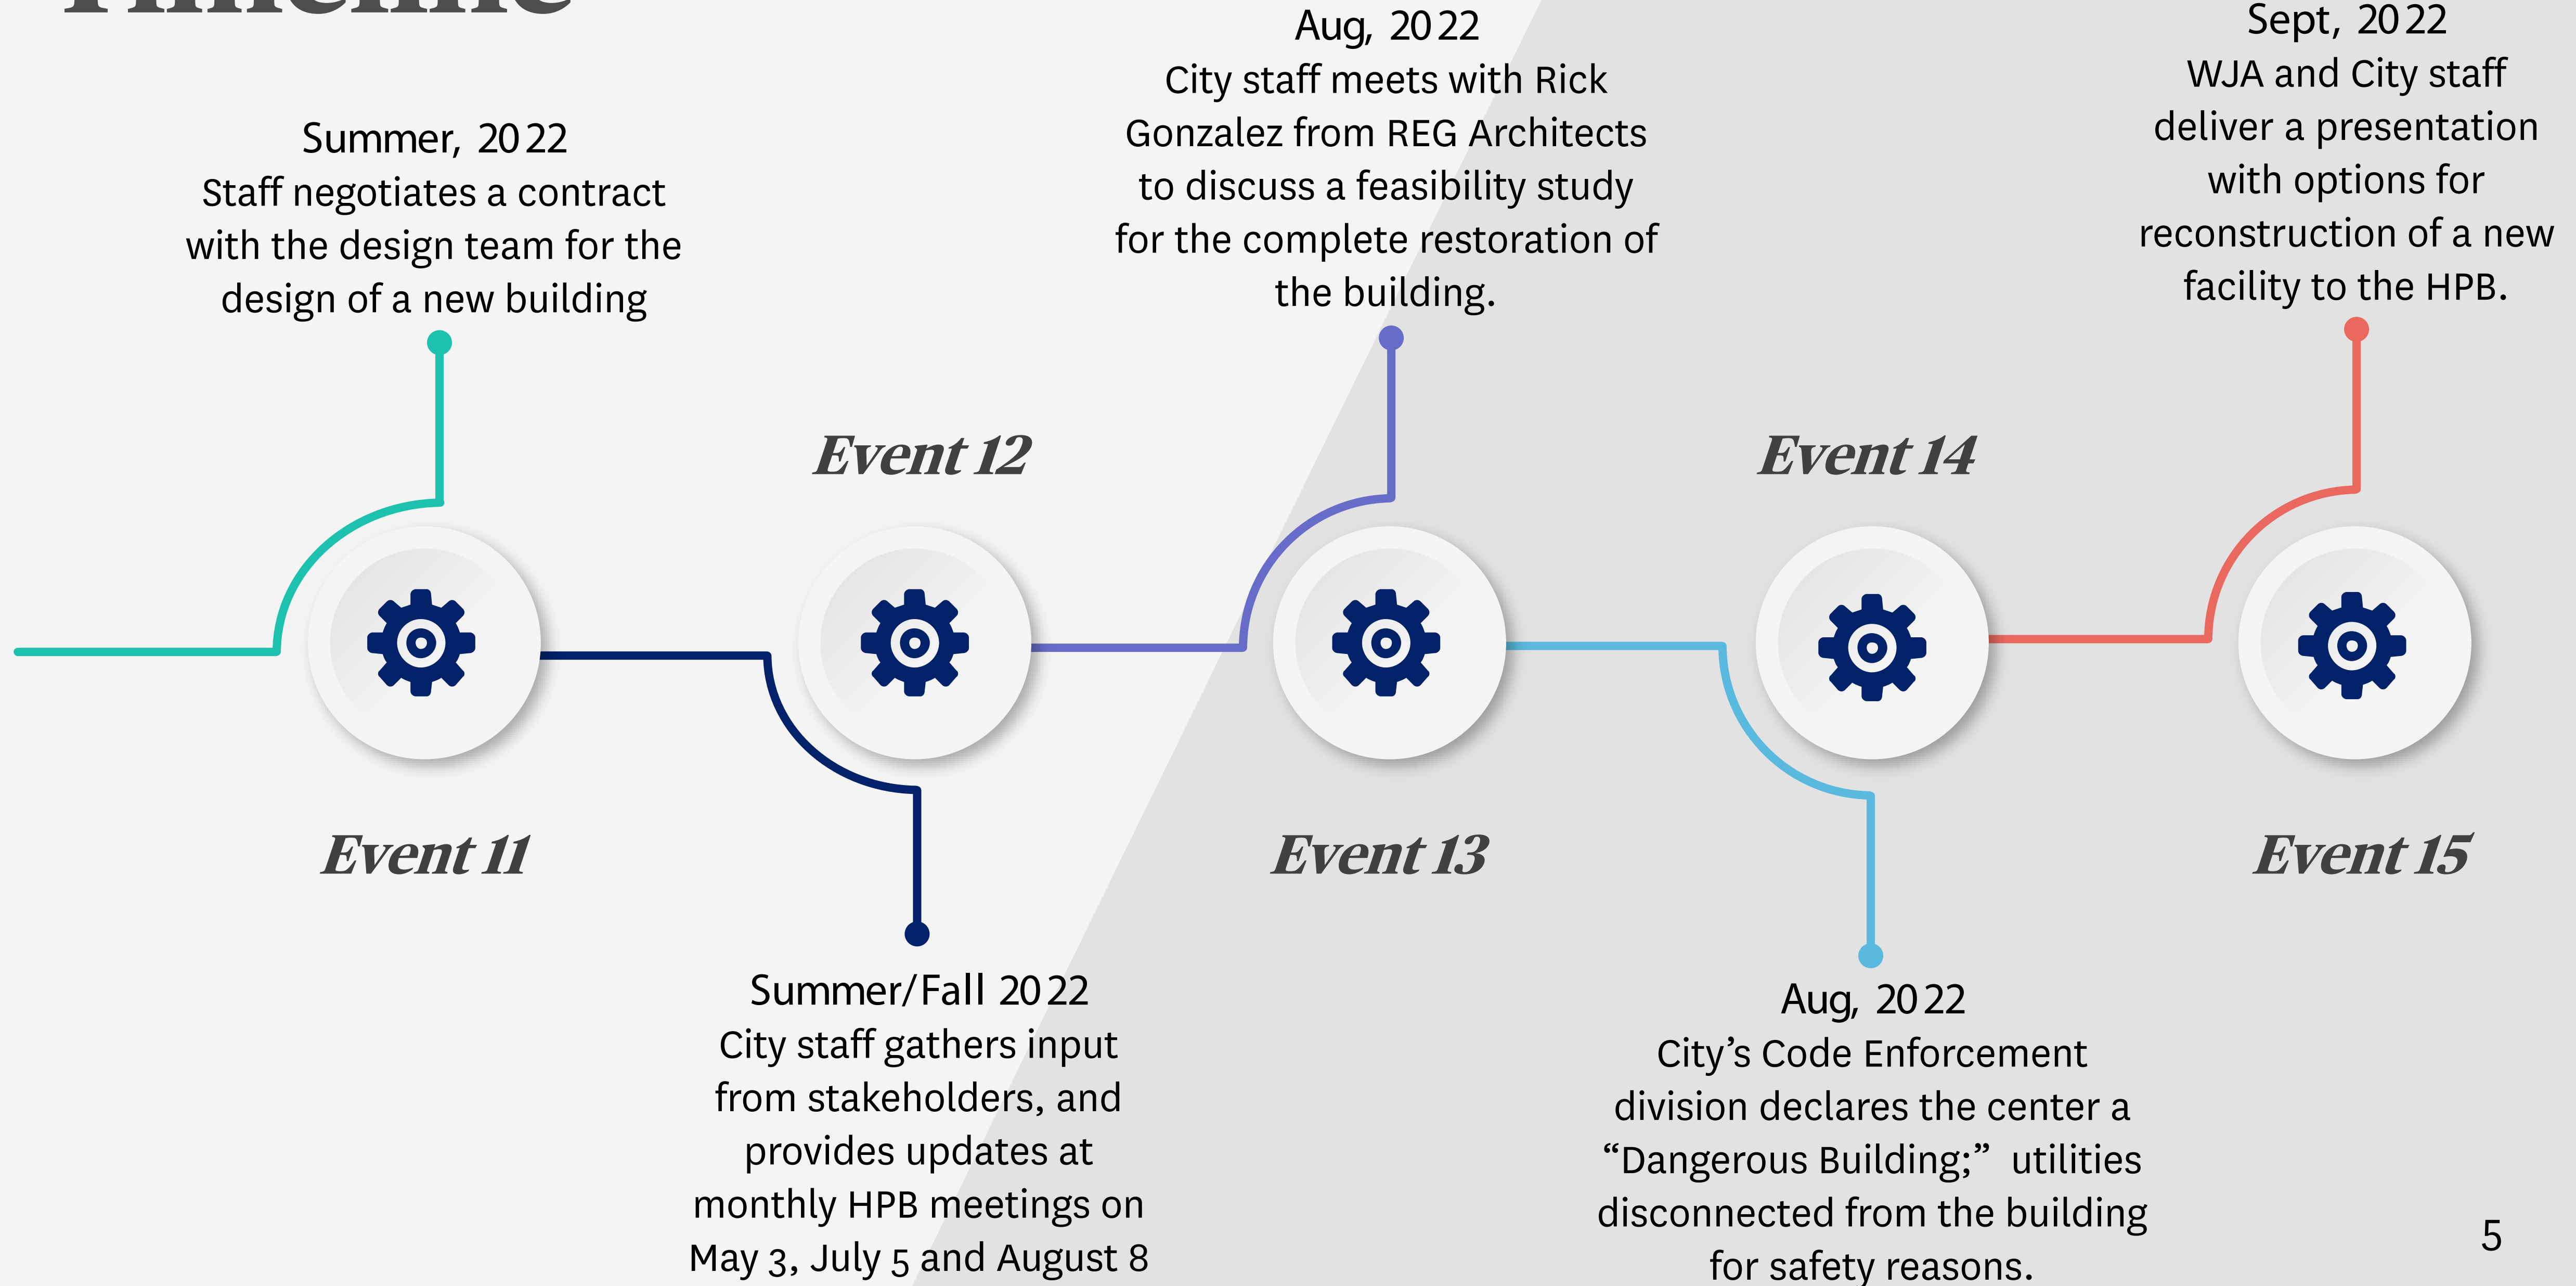 Timeline
Summer, 2022
Staff negotiates a contract
with the design team for the
design of a new building
Event 11
Event 12
Summer/Fall 2022
City staff gathers input
from stakeholders, and
provides updates at
monthly HPB meetings on
May 3, July 5 and August 8
Aug, 2022
City staff meets with Rick
Gonzalez from REG Architects
to discuss a feasibility study
for the complete restoration of
the building.
Event 13
Event 14
Aug, 2022
City’s Code Enforcement
division declares the center a
“Dangerous Building;”  utilities
disconnected from the building
for safety reasons.
Sept, 2022
WJA and City staff
deliver a presentation
with options for
reconstruction of a new
facility to the HPB.
Event 15
5